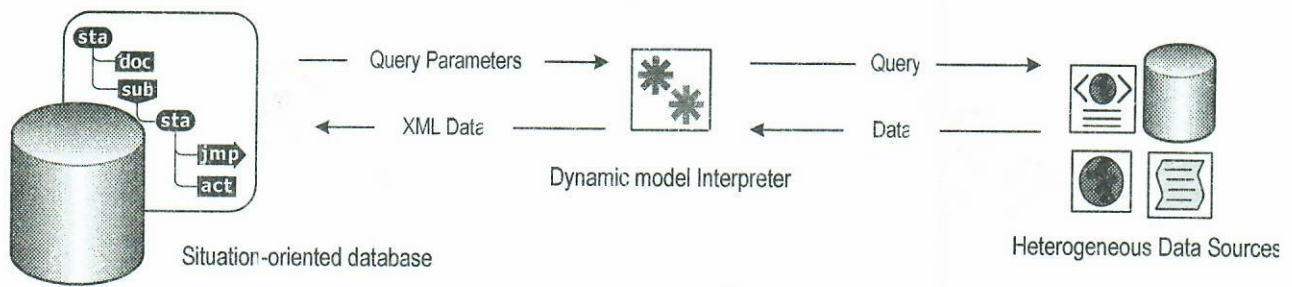 sta
doc
sub
sta
jmp
act
Query Parameters
XML Data
Dynamic model Interpreter
Query
Data
Situation-oriented database
Heterogeneous Data Sources